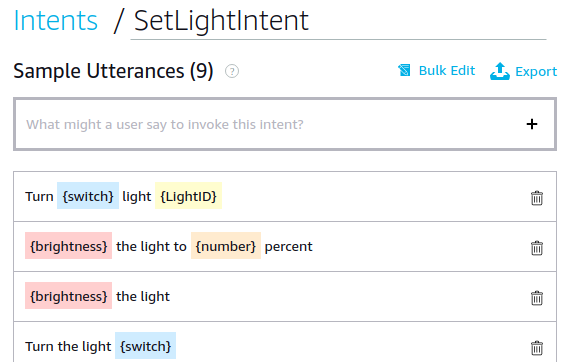 Intents / SetLightIntent
Sample Utterances (9) ? Bulk Edit Export
What might a user say to invoke this intent? +
Turn {switch} light {LightID}
{brightness} the light to {number} percent
{brightness} the light
Turn the light {switch}